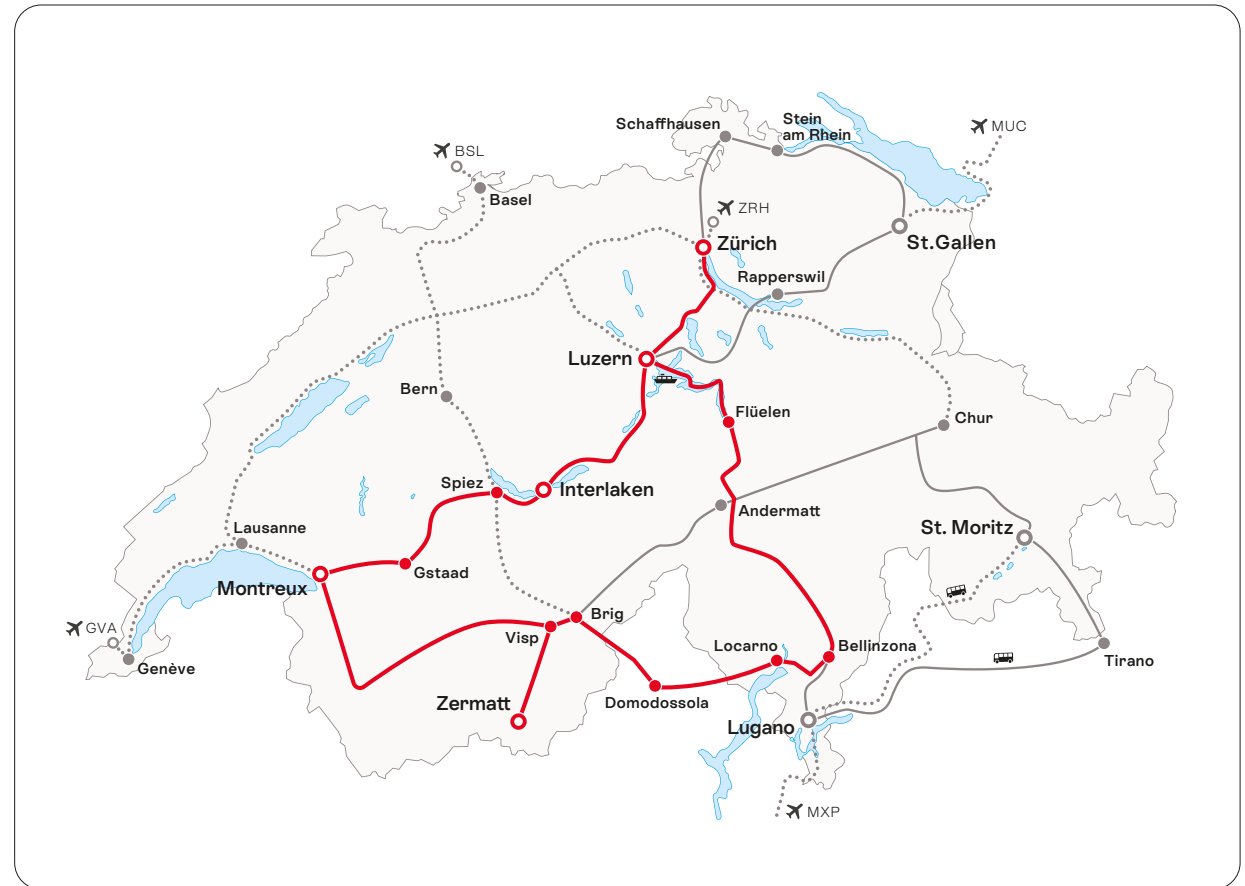 Schaffhausen
Stein
am Rhein
MUC
BSL
Basel
ZRH
Zürich
St.Gallen
Rapperswil
Luzern
Bern
Flüelen
Chur
Spiez
Interlaken
Andermatt
Lausanne
St. Moritz
Gstaad
Montreux
GVA
Brig
Visp
Genève
Locarno
Bellinzona
Tirano
Zermatt
Domodossola
Lugano
MXP